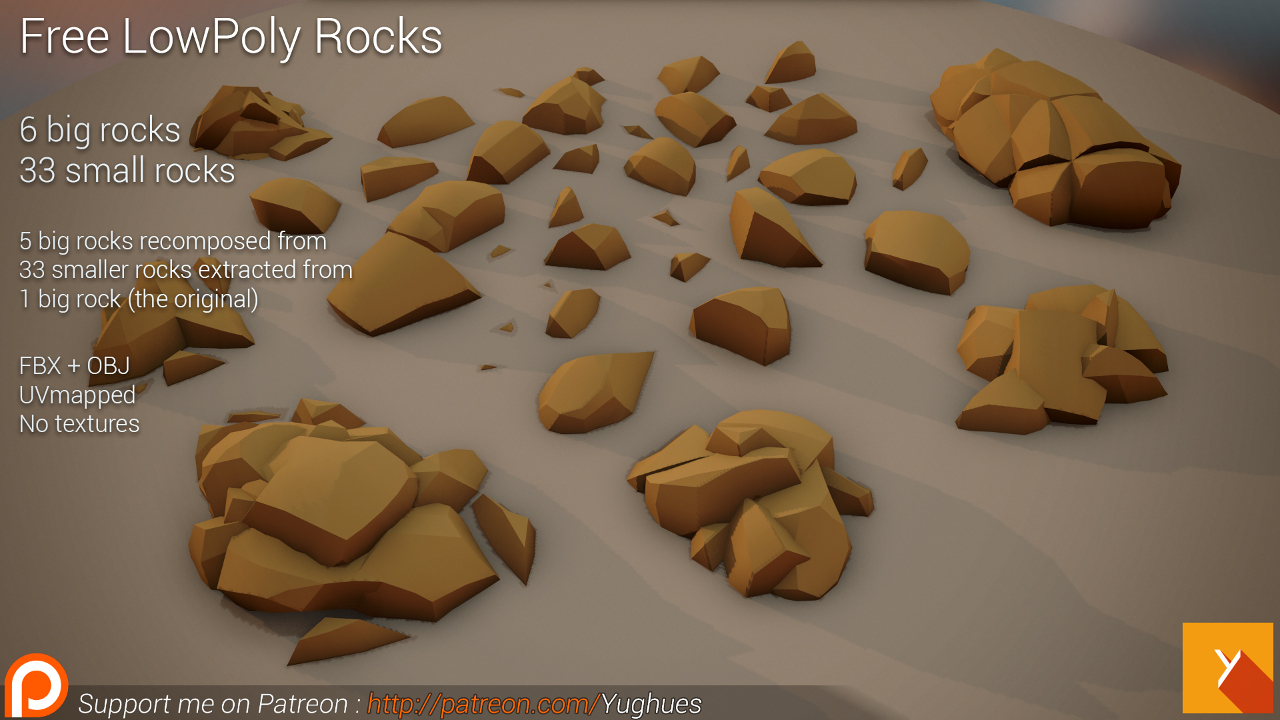 Free LowPoly Rocks
6 big rocks
33 small rocks
5 big rocks recomposed from
33 smaller rocks extracted from
1 big rock (the original)
FBX + OBJ
UVmapped
No textures
Support me on Patreon : http://patreon.com/Yughues
Y